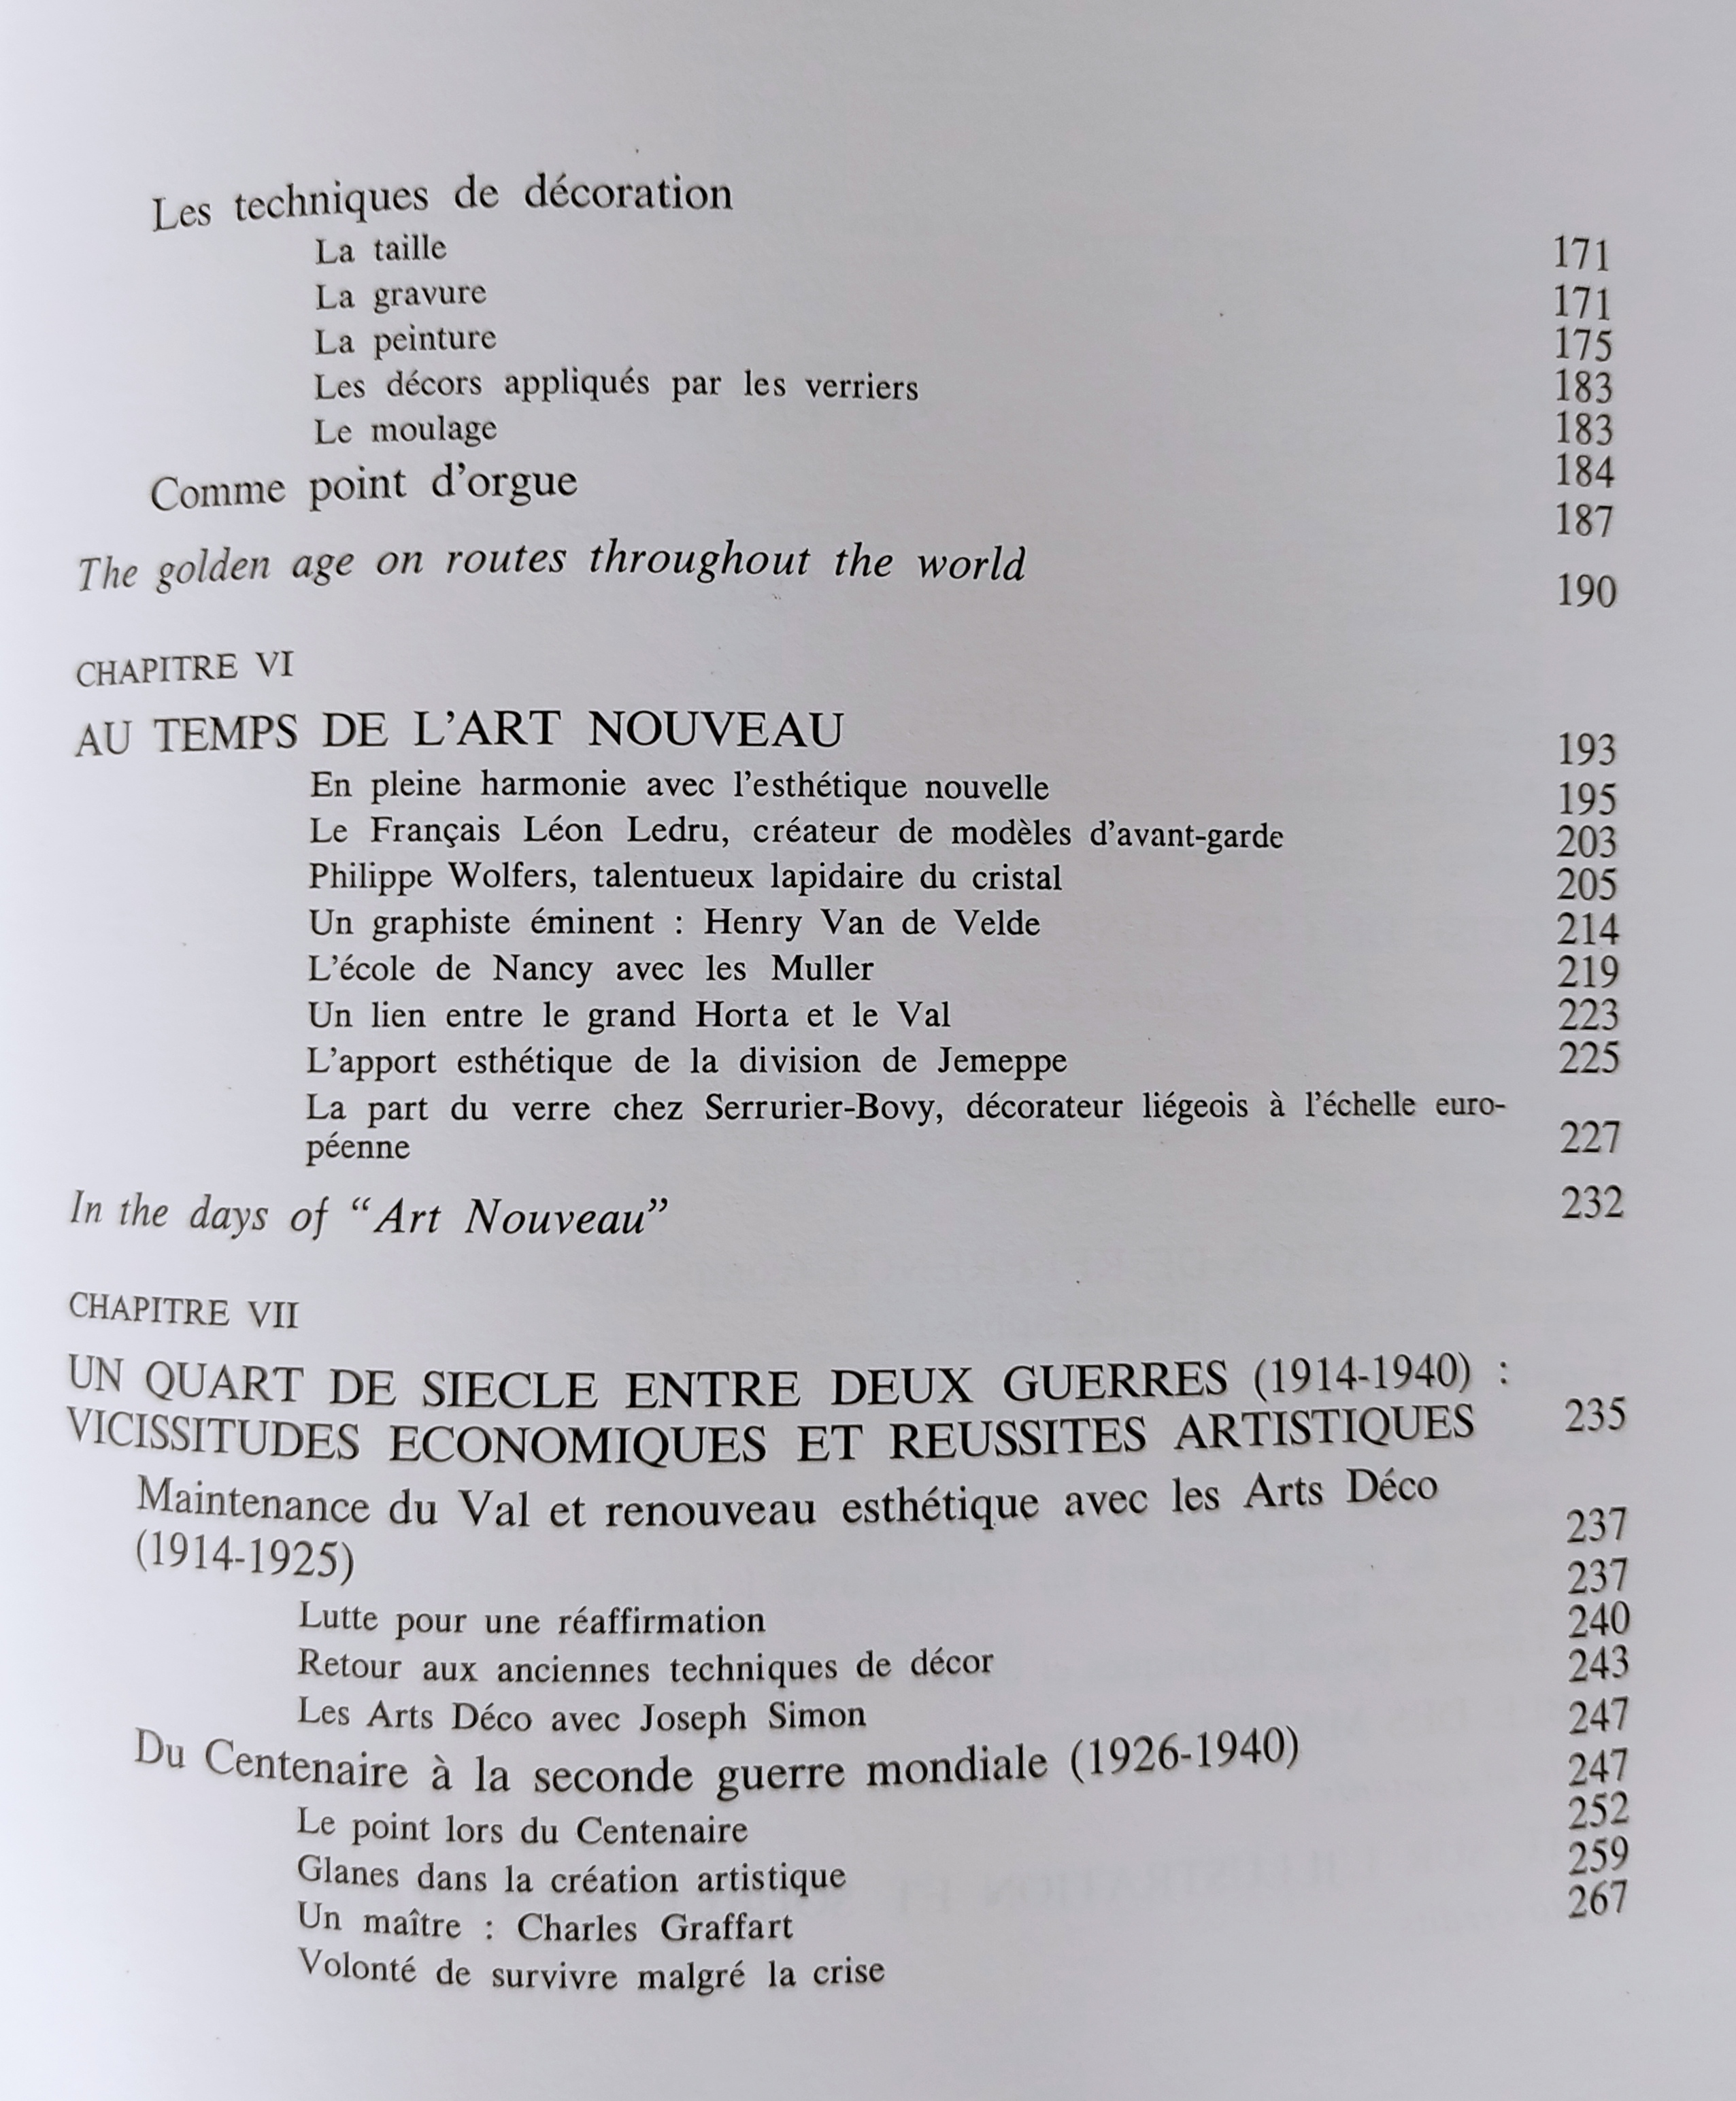 Les techniques de décoration 171
La taille 171
La gravure 175
La peinture 183
Les décors appliqués par les verriers 183
Le moulage 184
Comme point d'orgue 187
The golden age on routes throughout the world 190
CHAPITRE VI
AU TEMPS DE L'ART NOUVEAU 193
En pleine harmonie avec l'esthétique nouvelle 195
Le Français Léon Ledru, créateur de modèles d'avant-garde 203
Philippe Wolfers, talentueux lapidaire du cristal 205
Un graphiste éminent : Henry Van de Velde 214
L'école de Nancy avec les Muller 219
Un lien entre le grand Horta et le Val 223
L'apport esthétique de la division de Jemeppe 225
La part du verre chez Serrurier-Bovy, décorateur liégeois à l'échelle euro-
péenne 227
In the days of “Art Nouveau” 232
CHAPITRE VII
UN QUART DE SIECLE ENTRE DEUX GUERRES (1914-1940) :
VICISSITUDES ECONOMIQUES ET REUSSITES ARTISTIQUES 235
Maintenance du Val et renouveau esthétique avec les Arts Déco
(1914-1925) 237
Lutte pour une réaffirmation 237
Retour aux anciennes techniques de décor 240
Les Arts Déco avec Joseph Simon 243
Du Centenaire à la seconde guerre mondiale (1926-1940) 247
Le point lors du Centenaire 247
Glanes dans la création artistique 252
Un maître : Charles Graffart 259
Volonté de survivre malgré la crise 267